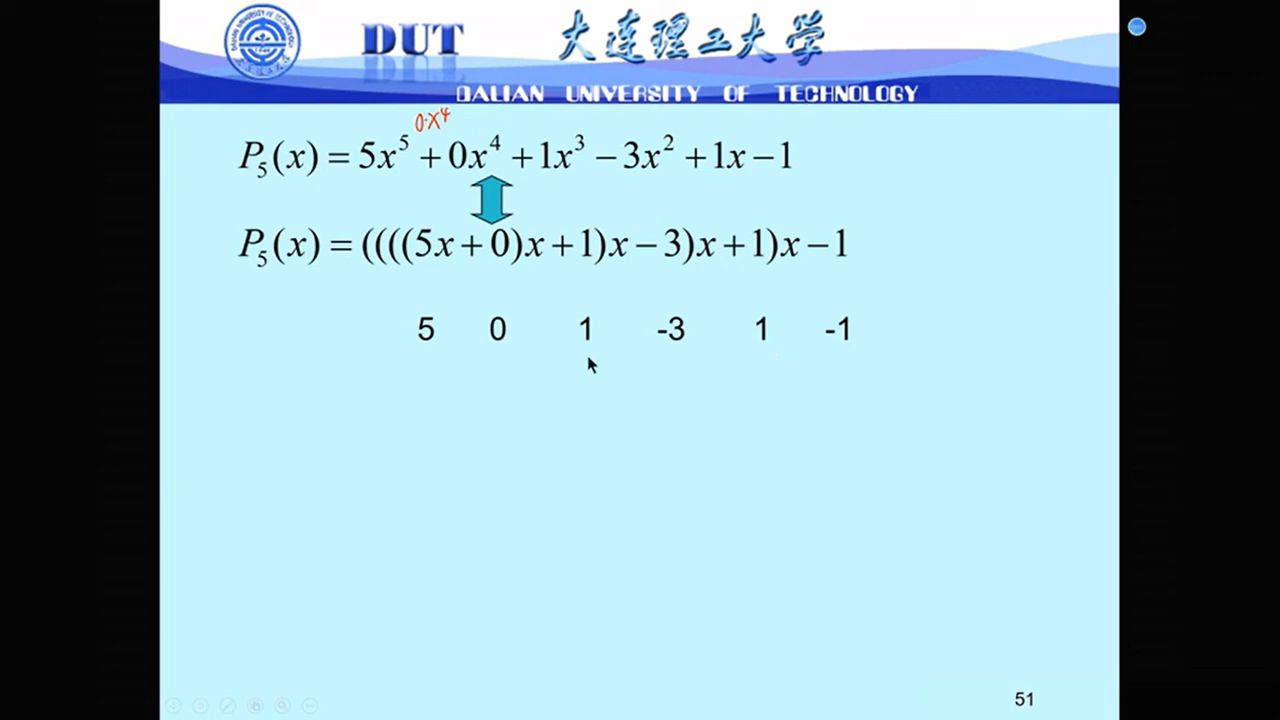 DUT 大连理工大学
DALIAN UNIVERSITY OF TECHNOLOGY
0·x⁴
P₅(x) = 5x⁵ + 0x⁴ + 1x³ − 3x² + 1x − 1
P₅(x) = ((((5x + 0)x + 1)x − 3)x + 1)x − 1
5 0 1 -3 1 -1
51